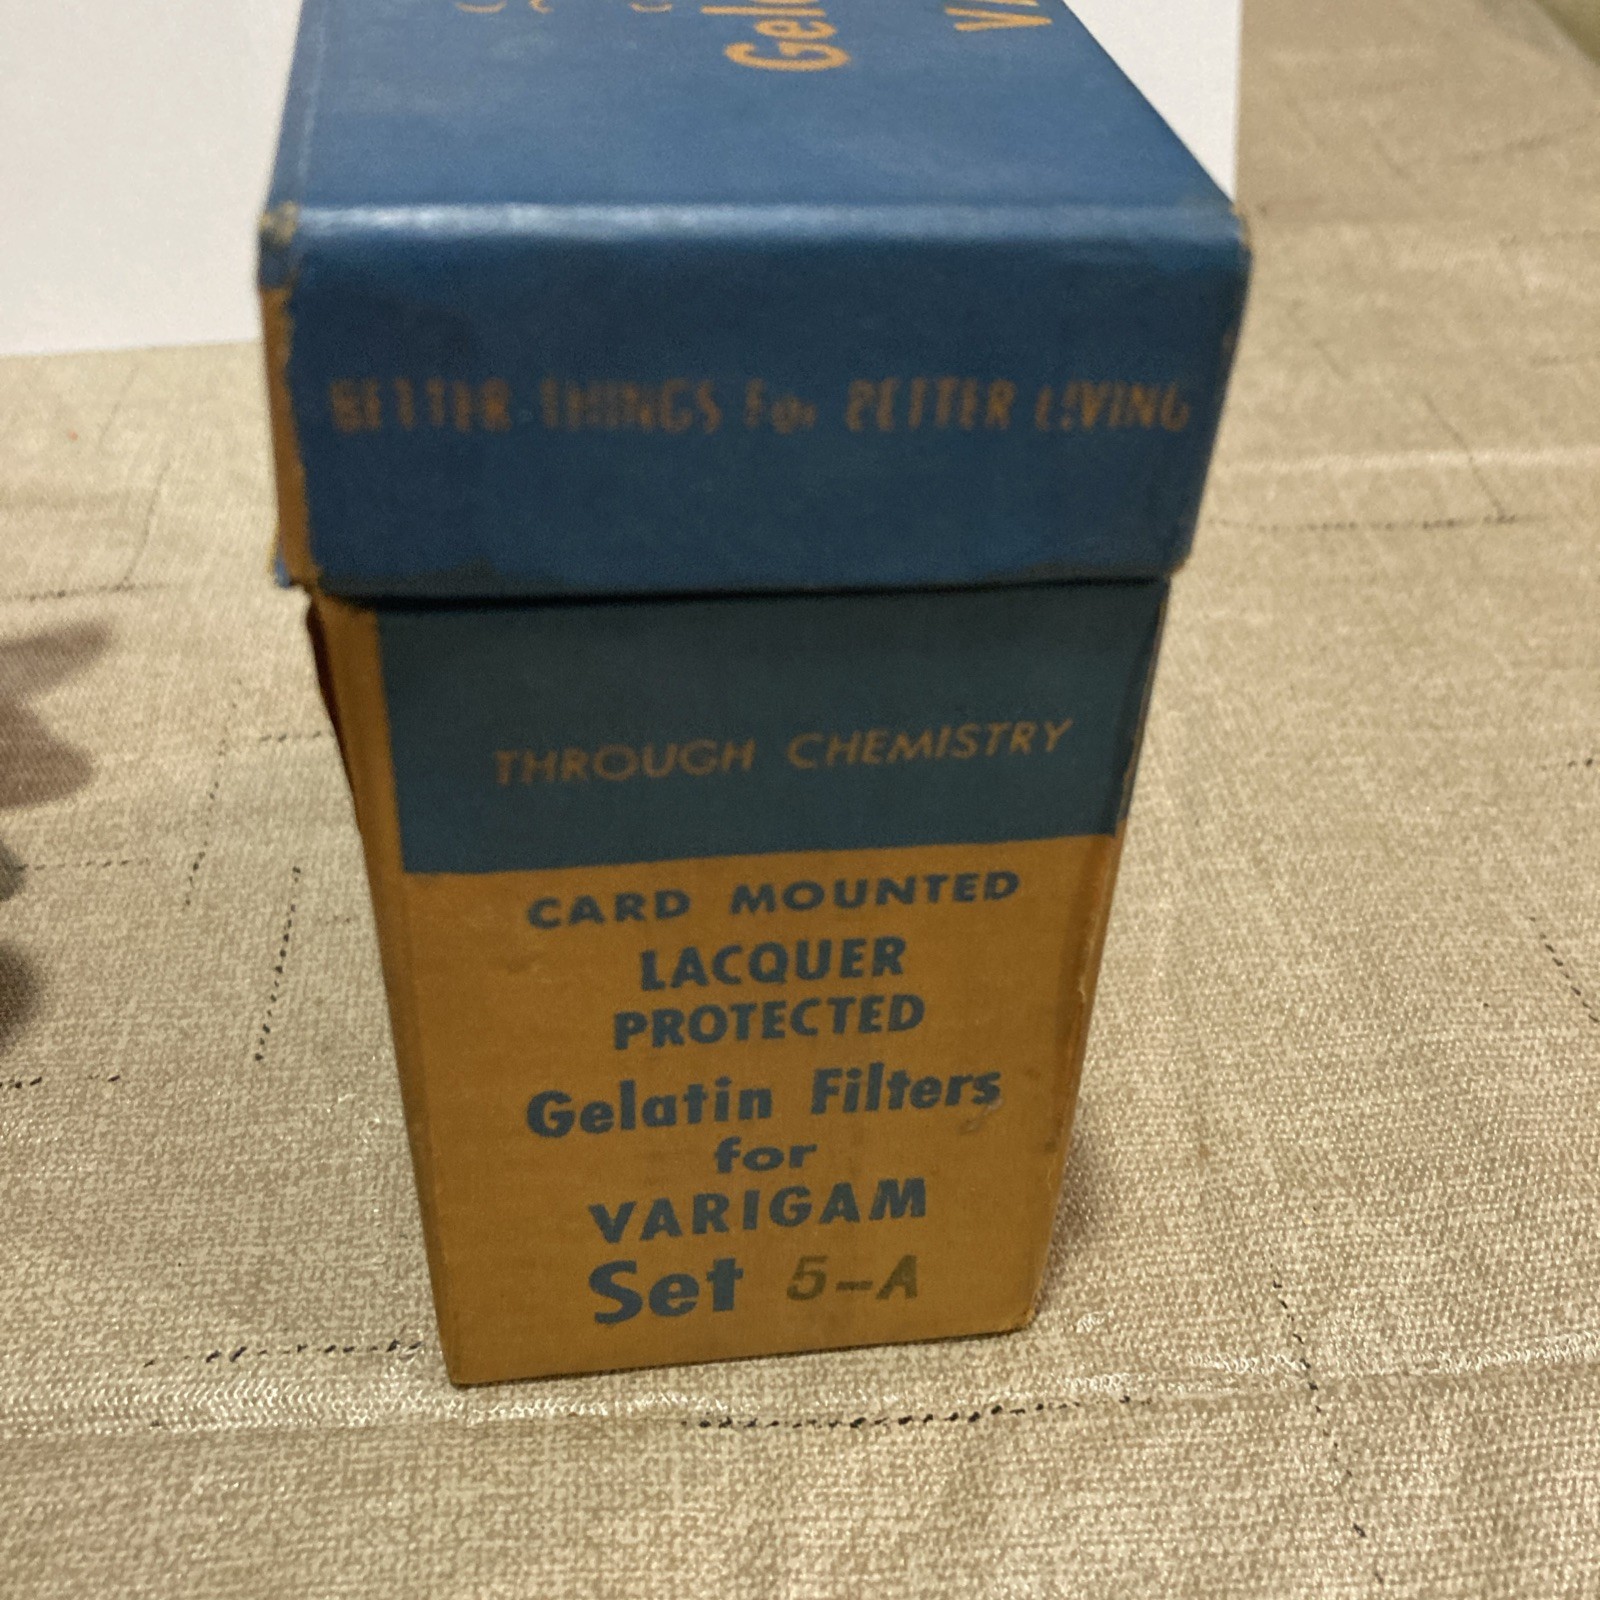 BETTER THINGS For BETTER LIVING
THROUGH CHEMISTRY
CARD MOUNTED
LACQUER
PROTECTED
Gelatin Filters
for
VARIGAM
Set 5-A